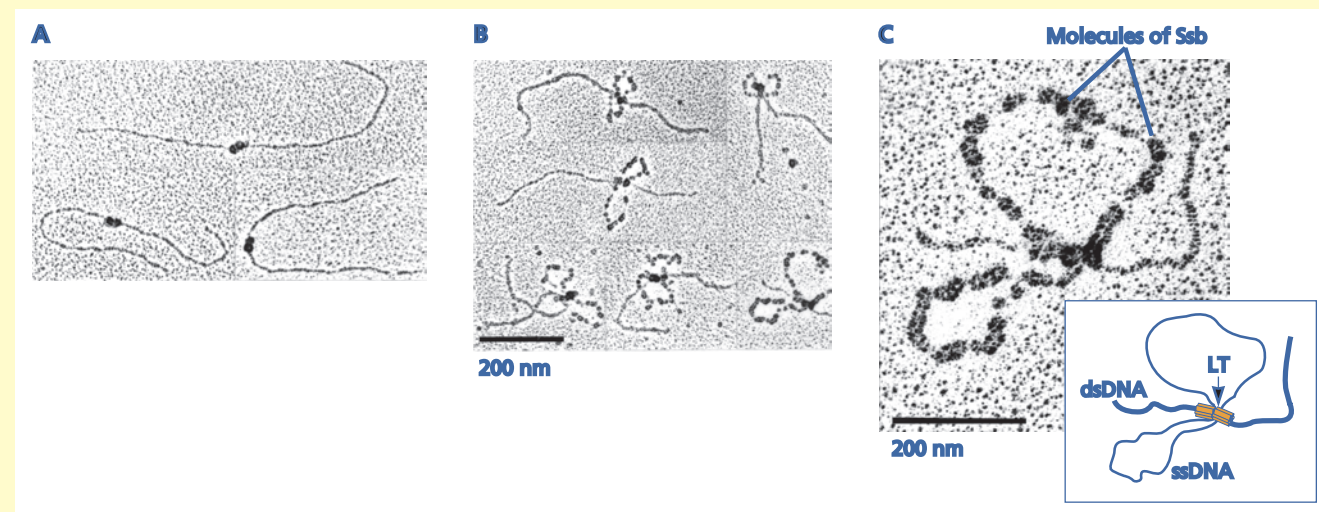 A
B
C
Molecules of Ssb
200 nm
200 nm
LT
dsDNA
ssDNA